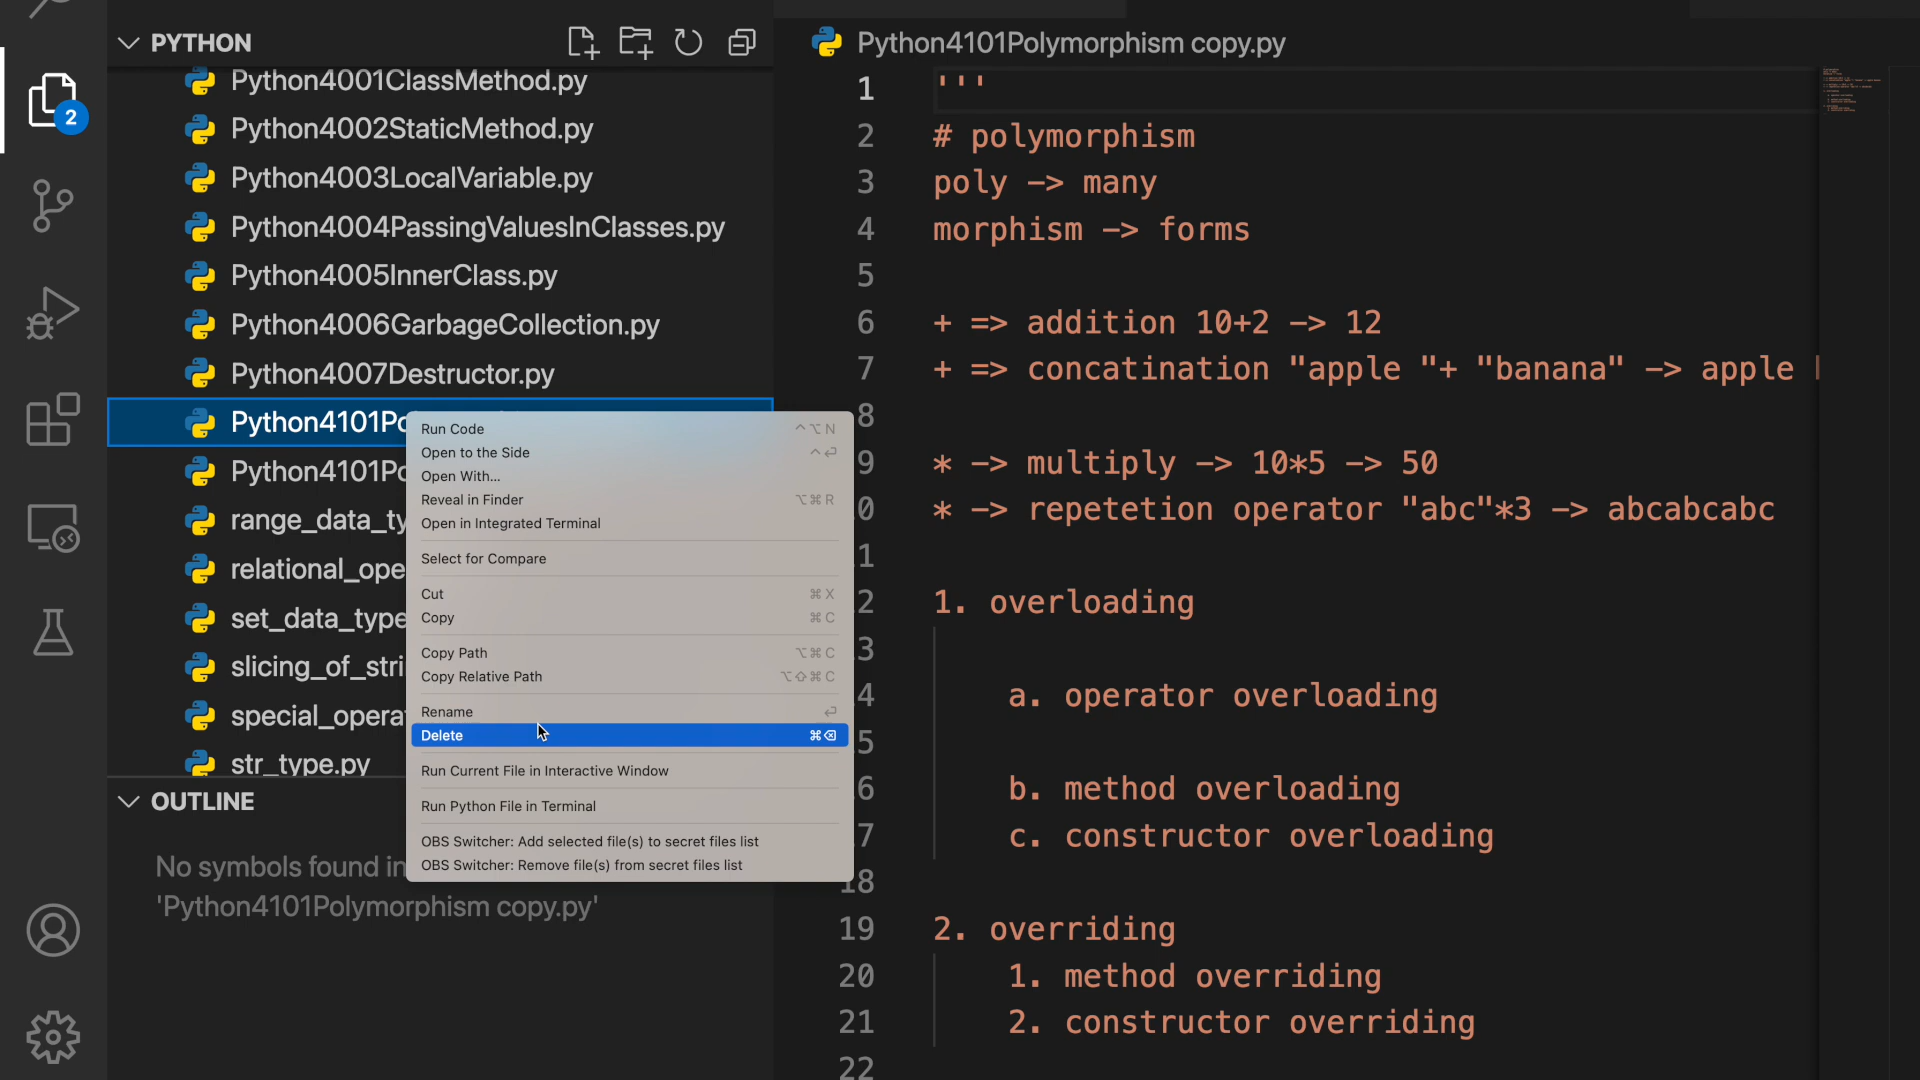 PYTHON
Python4001ClassMethod.py
Python4002StaticMethod.py
Python4003LocalVariable.py
Python4004PassingValuesInClasses.py
Python4005InnerClass.py
Python4006GarbageCollection.py
Python4007Destructor.py
Python4101Po
Python4101Po
range_data_ty
relational_ope
set_data_type
slicing_of_stri
special_opera
str_type.py
2
OUTLINE
No symbols found in
'Python4101Polymorphism copy.py'
Run Code ^⌥N
Open to the Side ^⏎
Open With...
Reveal in Finder ⌥⌘R
Open in Integrated Terminal
Select for Compare
Cut ⌘X
Copy ⌘C
Copy Path ⌥⌘C
Copy Relative Path ⌥⇧⌘C
Rename ⏎
Delete ⌘⌫
Run Current File in Interactive Window
Run Python File in Terminal
OBS Switcher: Add selected file(s) to secret files list
OBS Switcher: Remove file(s) from secret files list
Python4101Polymorphism copy.py
1 '''
2 # polymorphism
3 poly -> many
4 morphism -> forms
5
6 + => addition 10+2 -> 12
7 + => concatination "apple "+ "banana" -> apple
8
9 * -> multiply -> 10*5 -> 50
0 * -> repetetion operator "abc"*3 -> abcabcabc
1
2 1. overloading
3
4 a. operator overloading
5
6 b. method overloading
7 c. constructor overloading
18
19 2. overriding
20 1. method overriding
21 2. constructor overriding
22